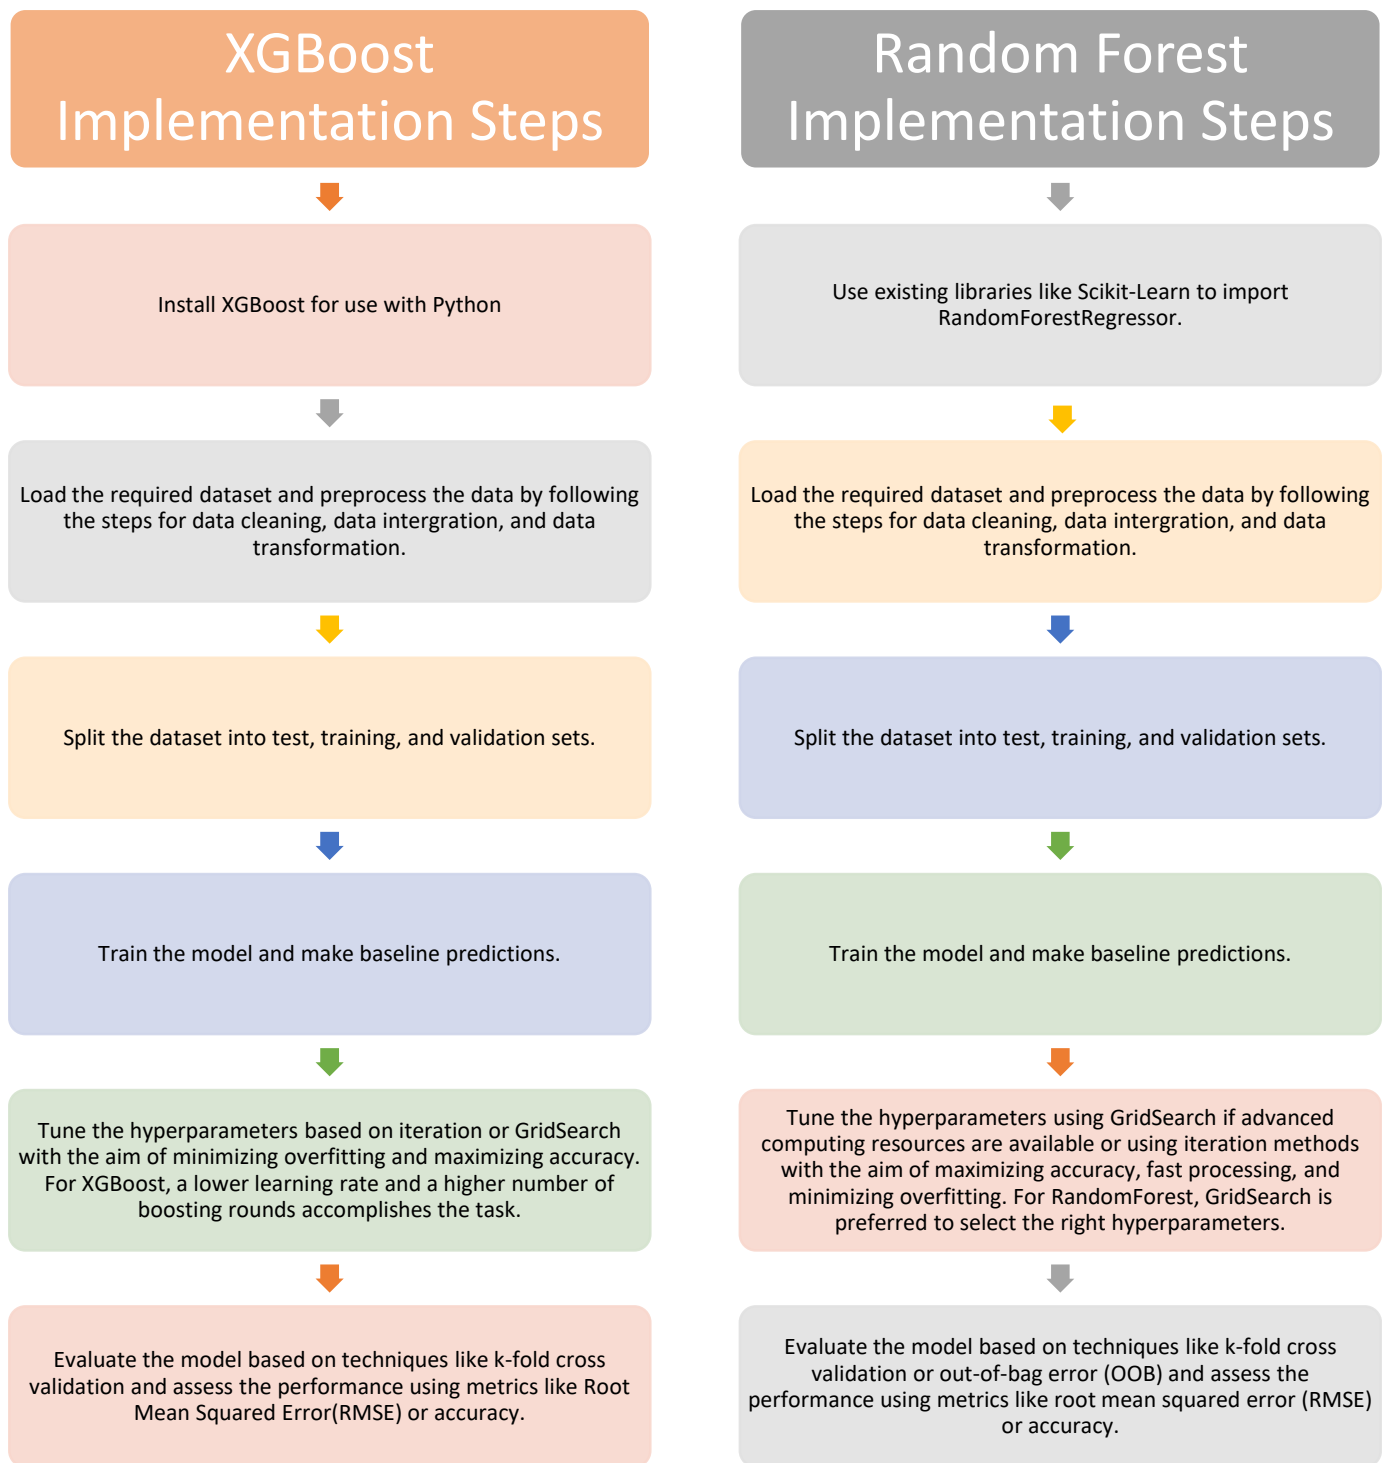 XGBoost
Implementation Steps
Install XGBoost for use with Python
Load the required dataset and preprocess the data by following
the steps for data cleaning, data intergration, and data
transformation.
Split the dataset into test, training, and validation sets.
Train the model and make baseline predictions.
Tune the hyperparameters based on iteration or GridSearch
with the aim of minimizing overfitting and maximizing accuracy.
For XGBoost, a lower learning rate and a higher number of
boosting rounds accomplishes the task.
Evaluate the model based on techniques like k-fold cross
validation and assess the performance using metrics like Root
Mean Squared Error(RMSE) or accuracy.
Random Forest
Implementation Steps
Use existing libraries like Scikit-Learn to import
RandomForestRegressor.
Load the required dataset and preprocess the data by following
the steps for data cleaning, data intergration, and data
transformation.
Split the dataset into test, training, and validation sets.
Train the model and make baseline predictions.
Tune the hyperparameters using GridSearch if advanced
computing resources are available or using iteration methods
with the aim of maximizing accuracy, fast processing, and
minimizing overfitting. For RandomForest, GridSearch is
preferred to select the right hyperparameters.
Evaluate the model based on techniques like k-fold cross
validation or out-of-bag error (OOB) and assess the
performance using metrics like root mean squared error (RMSE)
or accuracy.